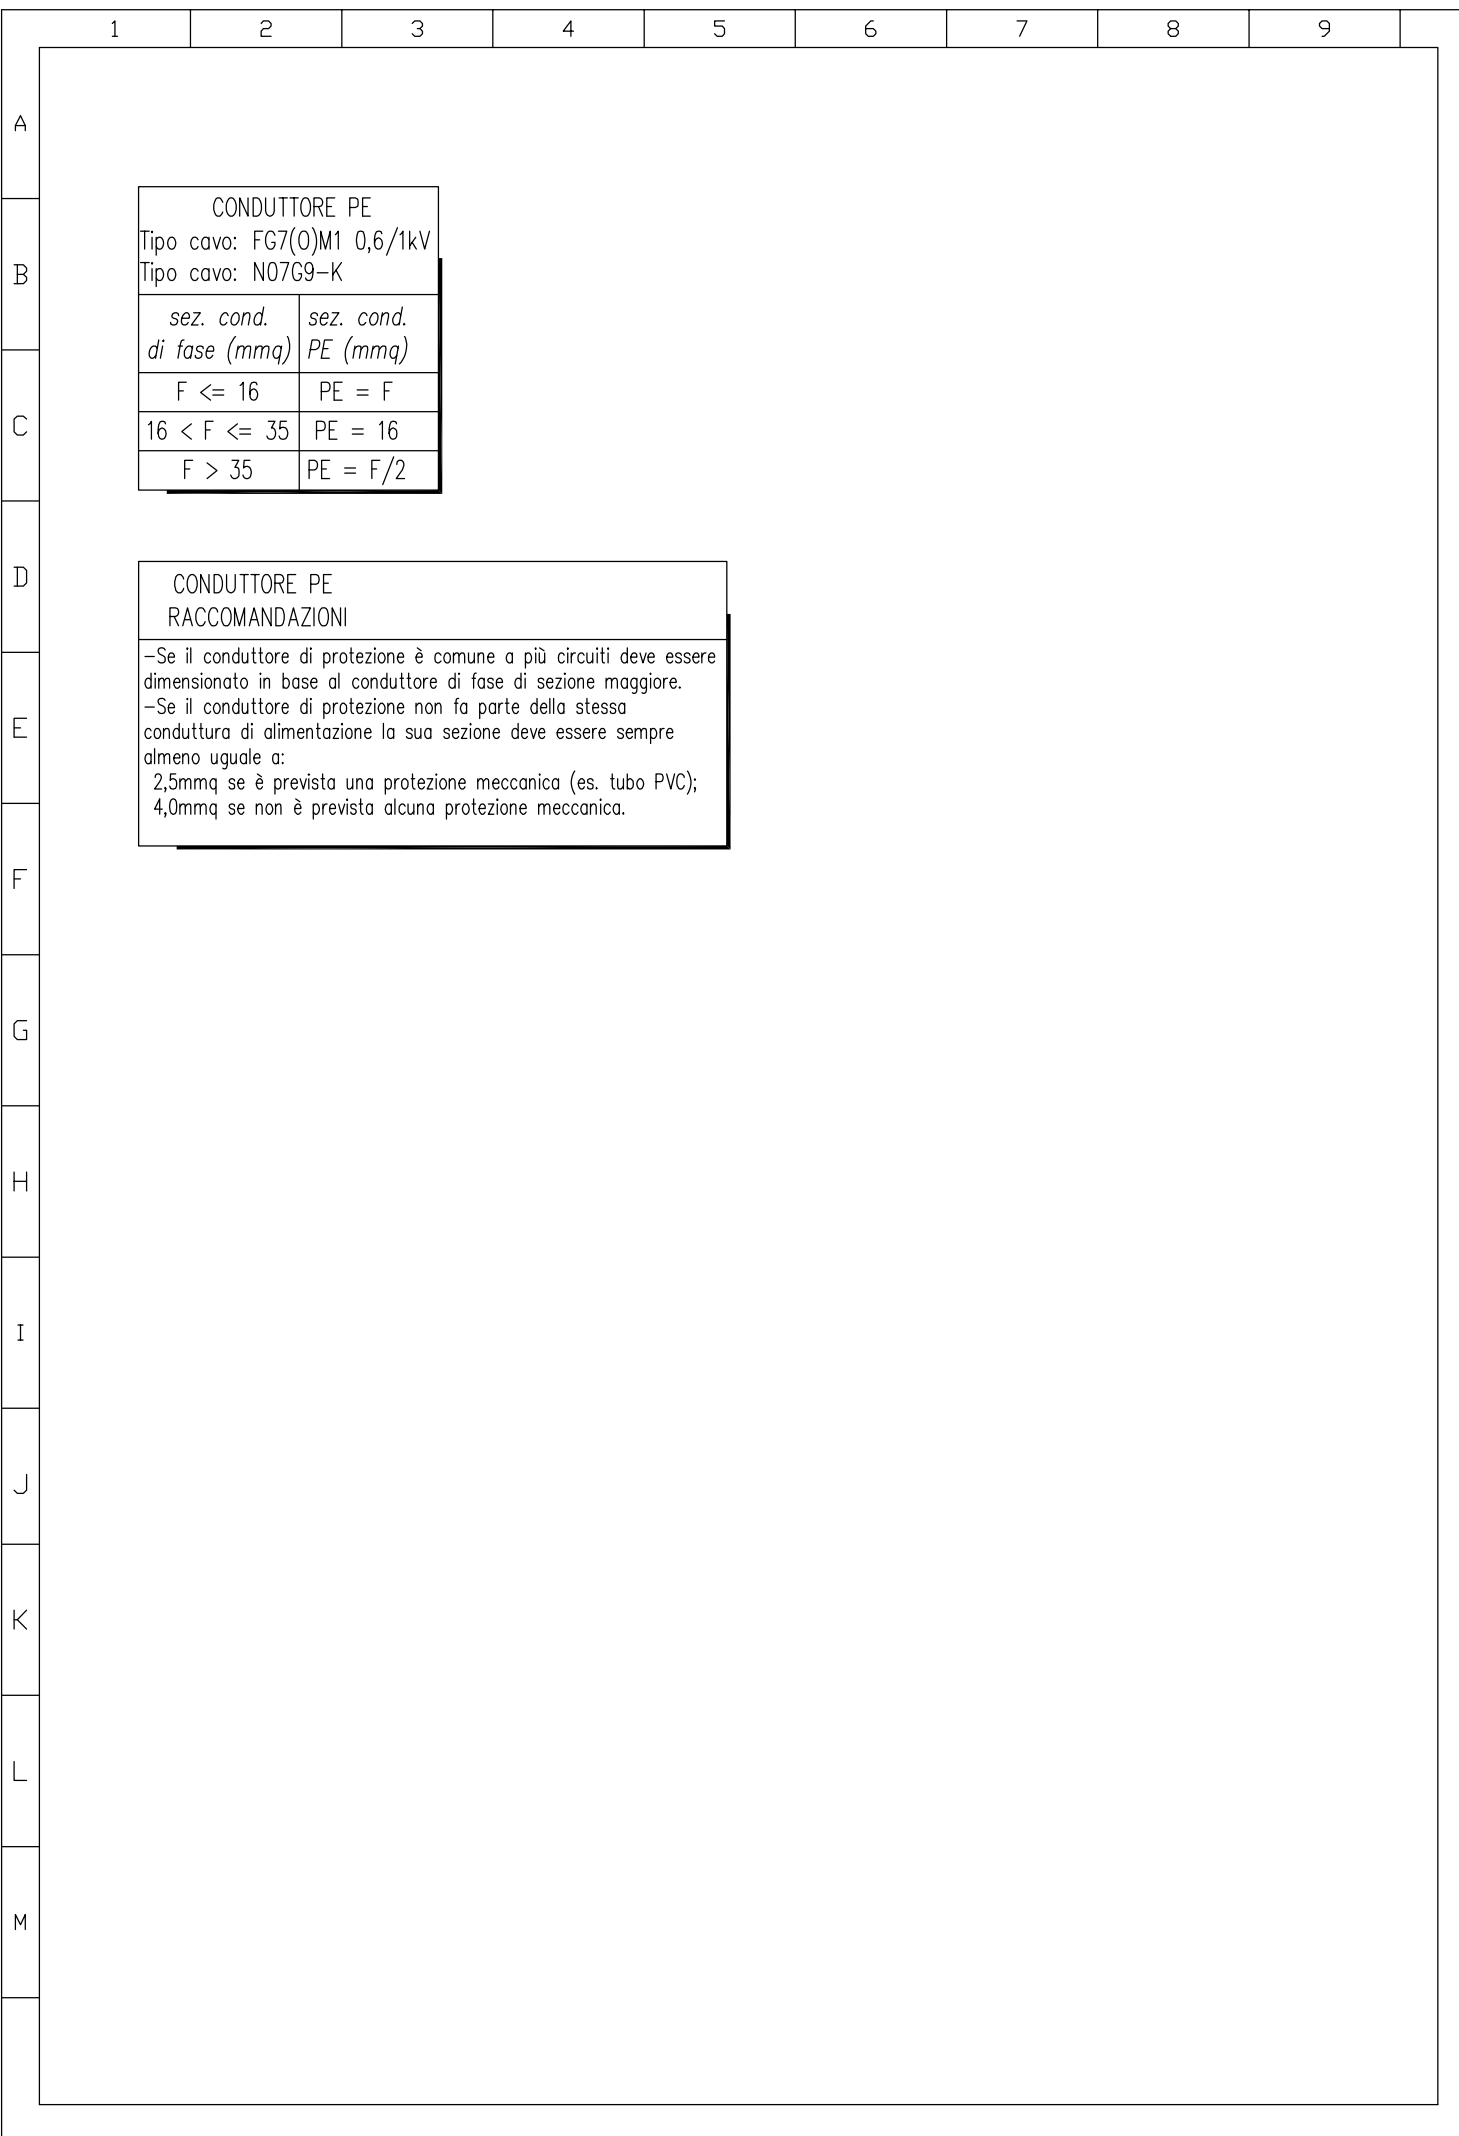 1 2 3 4 5 6 7 8 9
A
CONDUTTORE PE
Tipo cavo: FG7(O)M1 0,6/1kV
Tipo cavo: N07G9-K
B
sez. cond. sez. cond.
di fase (mmq) PE (mmq)
F <= 16 PE = F
C
16 < F <= 35 PE = 16
F > 35 PE = F/2
D
CONDUTTORE PE
RACCOMANDAZIONI
-Se il conduttore di protezione è comune a più circuiti deve essere
dimensionato in base al conduttore di fase di sezione maggiore.
-Se il conduttore di protezione non fa parte della stessa
E
conduttura di alimentazione la sua sezione deve essere sempre
almeno uguale a:
2,5mmq se è prevista una protezione meccanica (es. tubo PVC);
4,0mmq se non è prevista alcuna protezione meccanica.
F
G
H
I
J
K
L
M